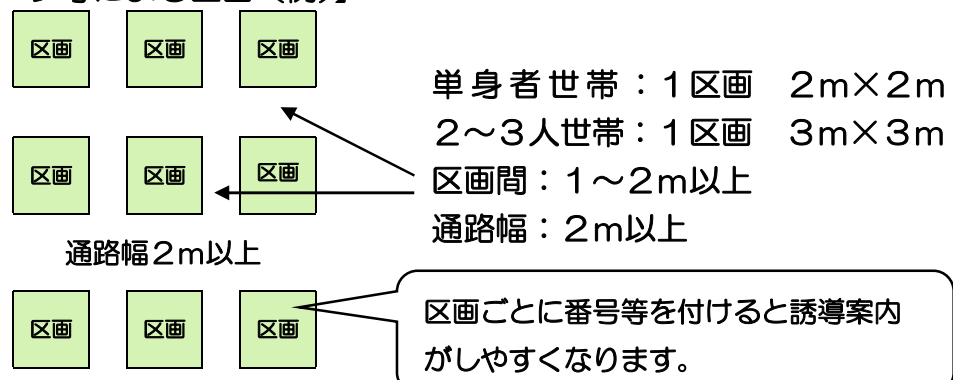 区画 区画 区画
単身者世帯：１区画　２ｍ×２ｍ
２～３人世帯：１区画　３ｍ×３ｍ
区画 区画 区画
区画間：１～２ｍ以上
通路幅：２ｍ以上
通路幅２ｍ以上
区画 区画 区画
区画ごとに番号等を付けると誘導案内
がしやすくなります。